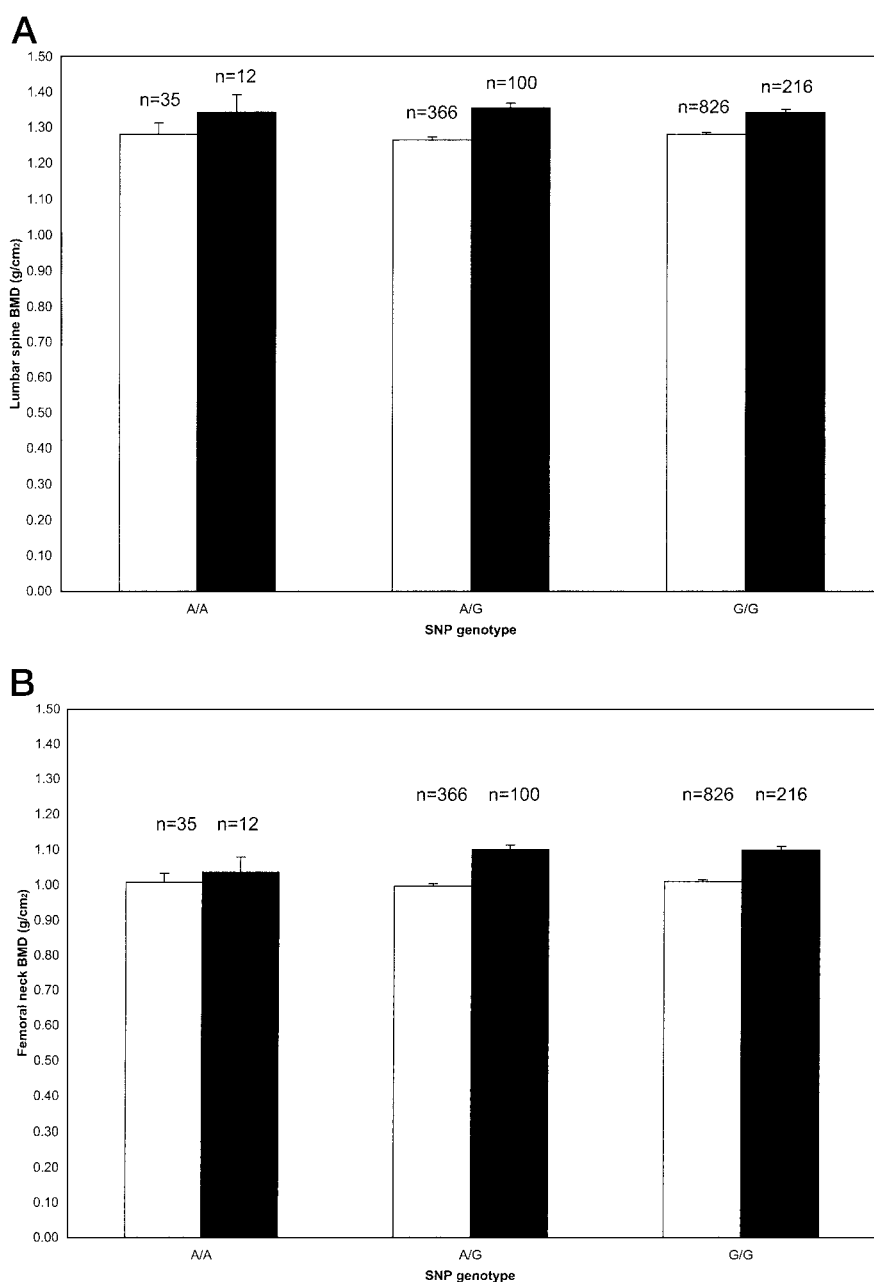 A
1.50
1.40
1.30
1.20
1.10
1.00
0.90
0.80
0.70
0.60
0.50
0.40
0.30
0.20
0.10
0.00
Lumbar spine BMD (g/cm2)
n=35
n=12
n=366
n=100
n=826
n=216
A/A
A/G
G/G
SNP genotype
B
1.50
1.40
1.30
1.20
1.10
1.00
0.90
0.80
0.70
0.60
0.50
0.40
0.30
0.20
0.10
0.00
Femoral neck BMD (g/cm2)
n=35
n=12
n=366
n=100
n=826
n=216
A/A
A/G
G/G
SNP genotype